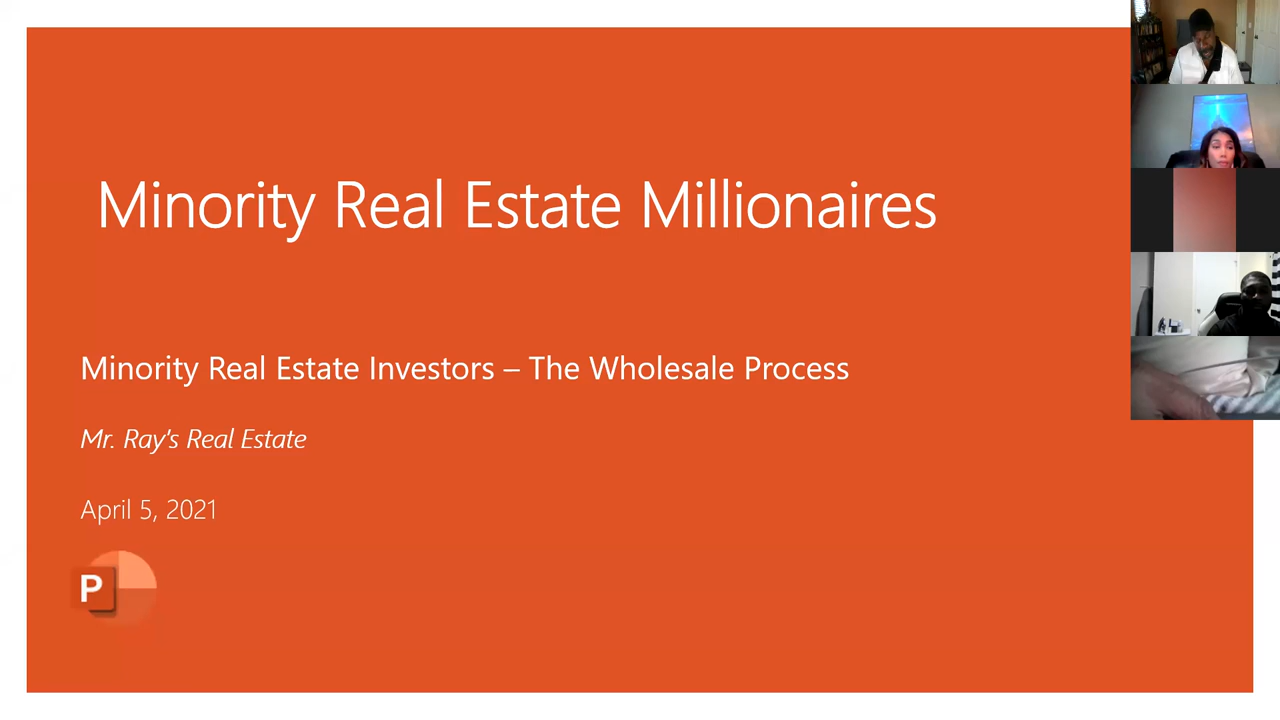 Minority Real Estate Millionaires
Minority Real Estate Investors – The Wholesale Process
Mr. Ray's Real Estate
April 5, 2021
P